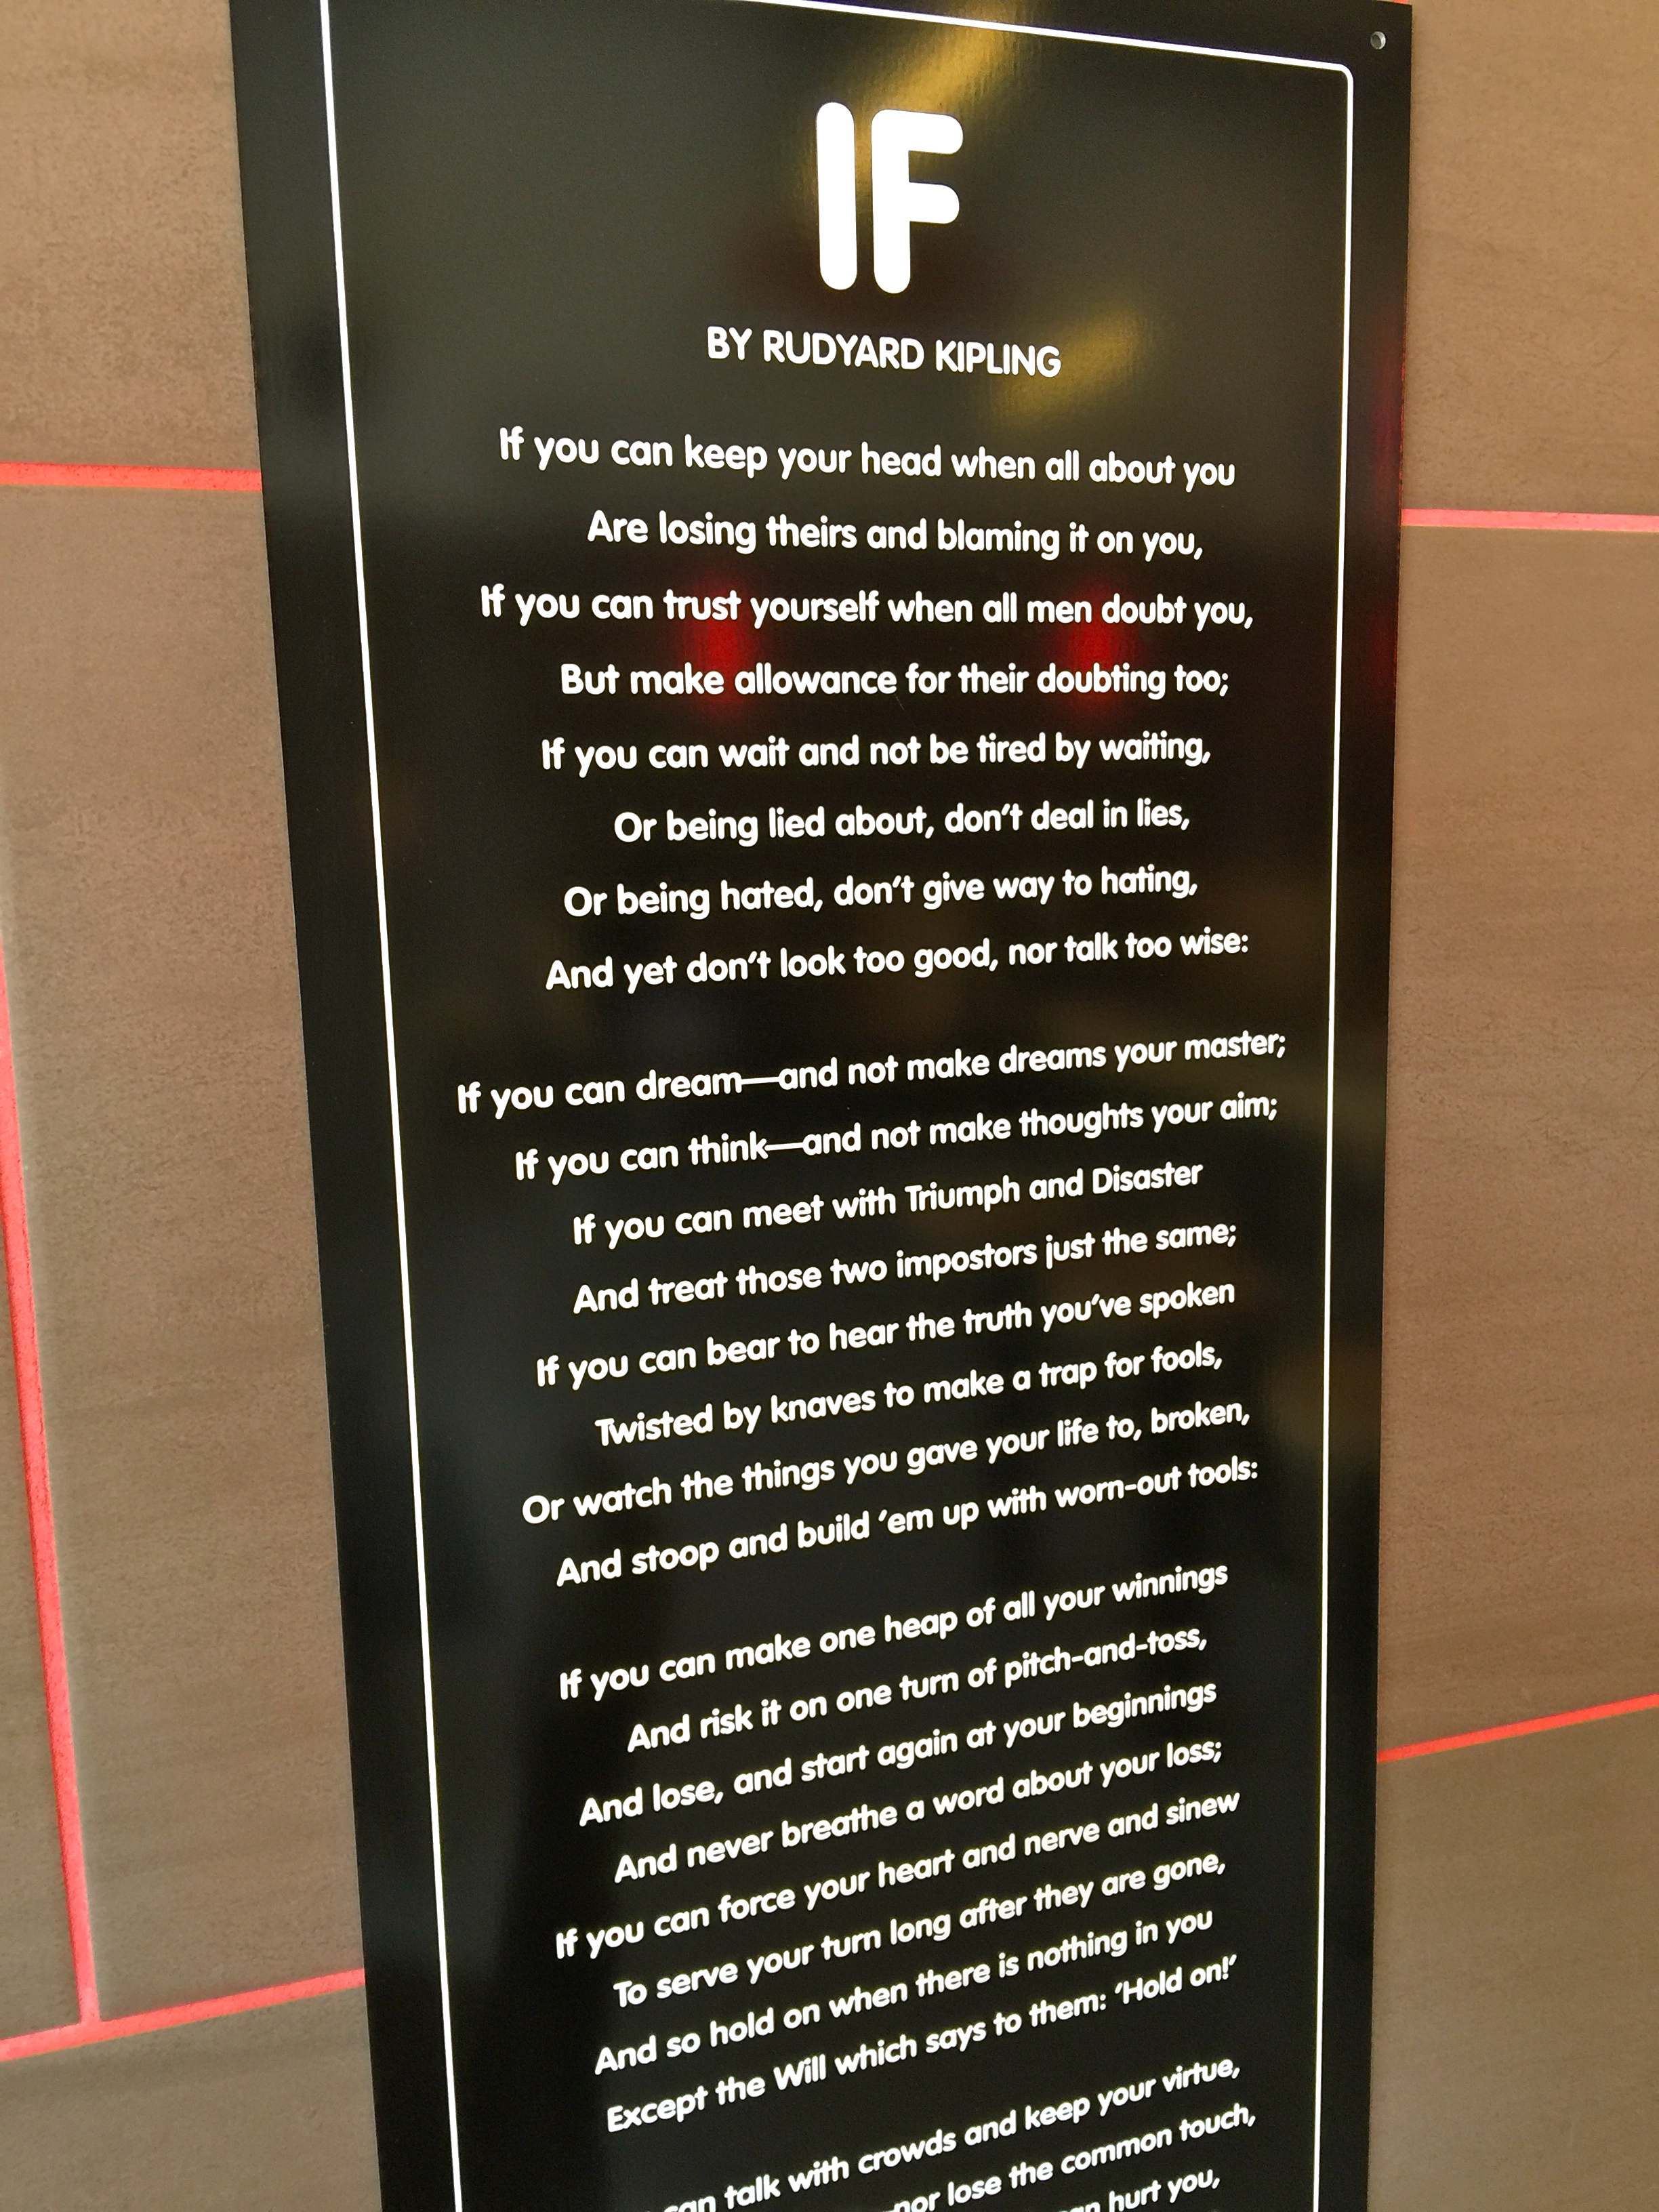 IF
BY RUDYARD KIPLING
If you can keep your head when all about you
Are losing theirs and blaming it on you,
If you can trust yourself when all men doubt you,
But make allowance for their doubting too;
If you can wait and not be tired by waiting,
Or being lied about, don't deal in lies,
Or being hated, don't give way to hating,
And yet don't look too good, nor talk too wise:
If you can dream—and not make dreams your master;
If you can think—and not make thoughts your aim;
If you can meet with Triumph and Disaster
And treat those two impostors just the same;
If you can bear to hear the truth you've spoken
Twisted by knaves to make a trap for fools,
Or watch the things you gave your life to, broken,
And stoop and build 'em up with worn-out tools:
If you can make one heap of all your winnings
And risk it on one turn of pitch-and-toss,
And lose, and start again at your beginnings
And never breathe a word about your loss;
If you can force your heart and nerve and sinew
To serve your turn long after they are gone,
And so hold on when there is nothing in you
Except the Will which says to them: 'Hold on!'
can talk with crowds and keep your virtue,
nor lose the common touch,
hurt you,